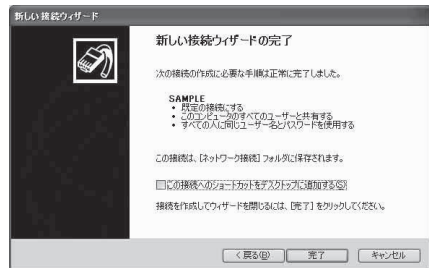 新しい接続ウィザード
新しい接続ウィザードの完了
次の接続の作成に必要な手順は正常に完了しました。
SAMPLE
• 既定の接続にする
• このコンピュータのすべてのユーザーと共有する
• すべての人に同じユーザー名とパスワードを使用する
この接続は、[ネットワーク接続] フォルダに保存されます。
この接続へのショートカットをデスクトップに追加する(S)
接続を作成してウィザードを閉じるには、[完了] をクリックしてください。
< 戻る(B)
完了
キャンセル